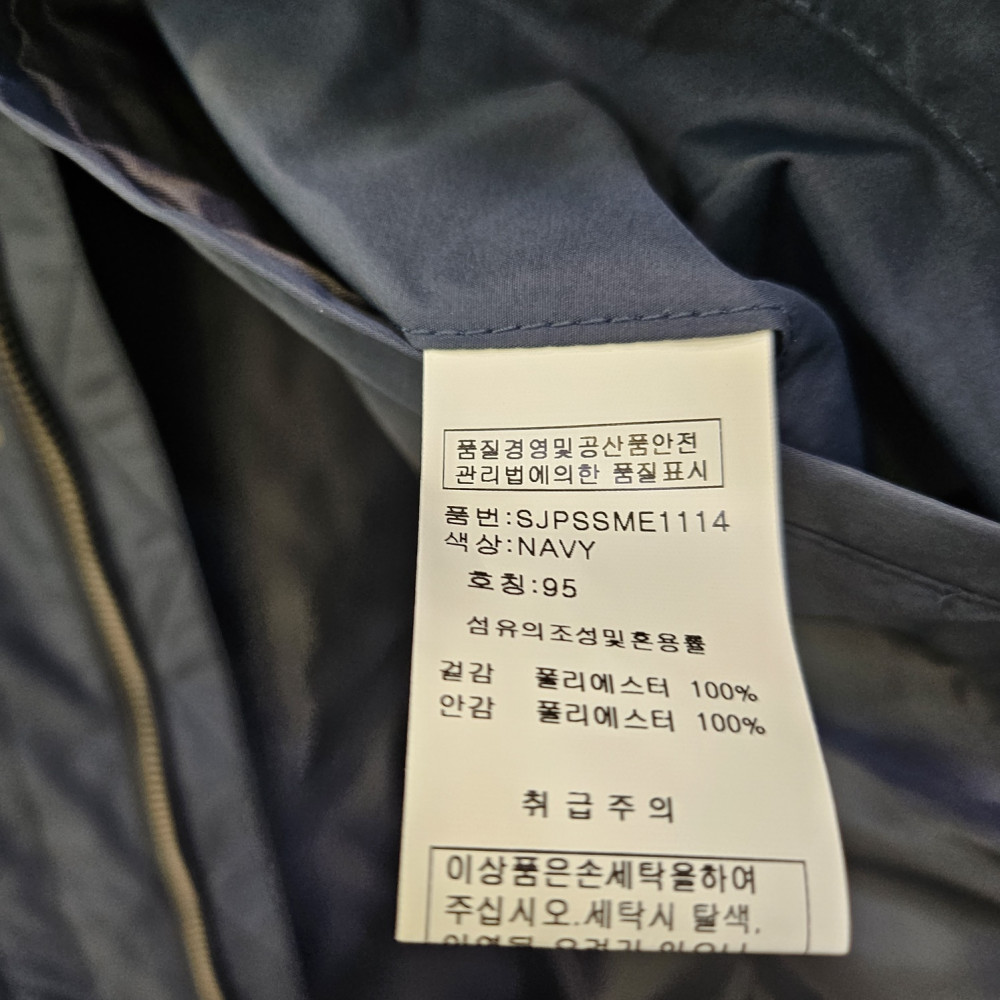 품질경영및공산품안전
관리법에의한 품질표시
품번:SJPSSME1114
색상:NAVY
호칭:95
섬유의조성및혼용률
겉감 폴리에스터 100%
안감 폴리에스터 100%
취급주의
이상품은손세탁을하여
주십시오.세탁시 탈색,